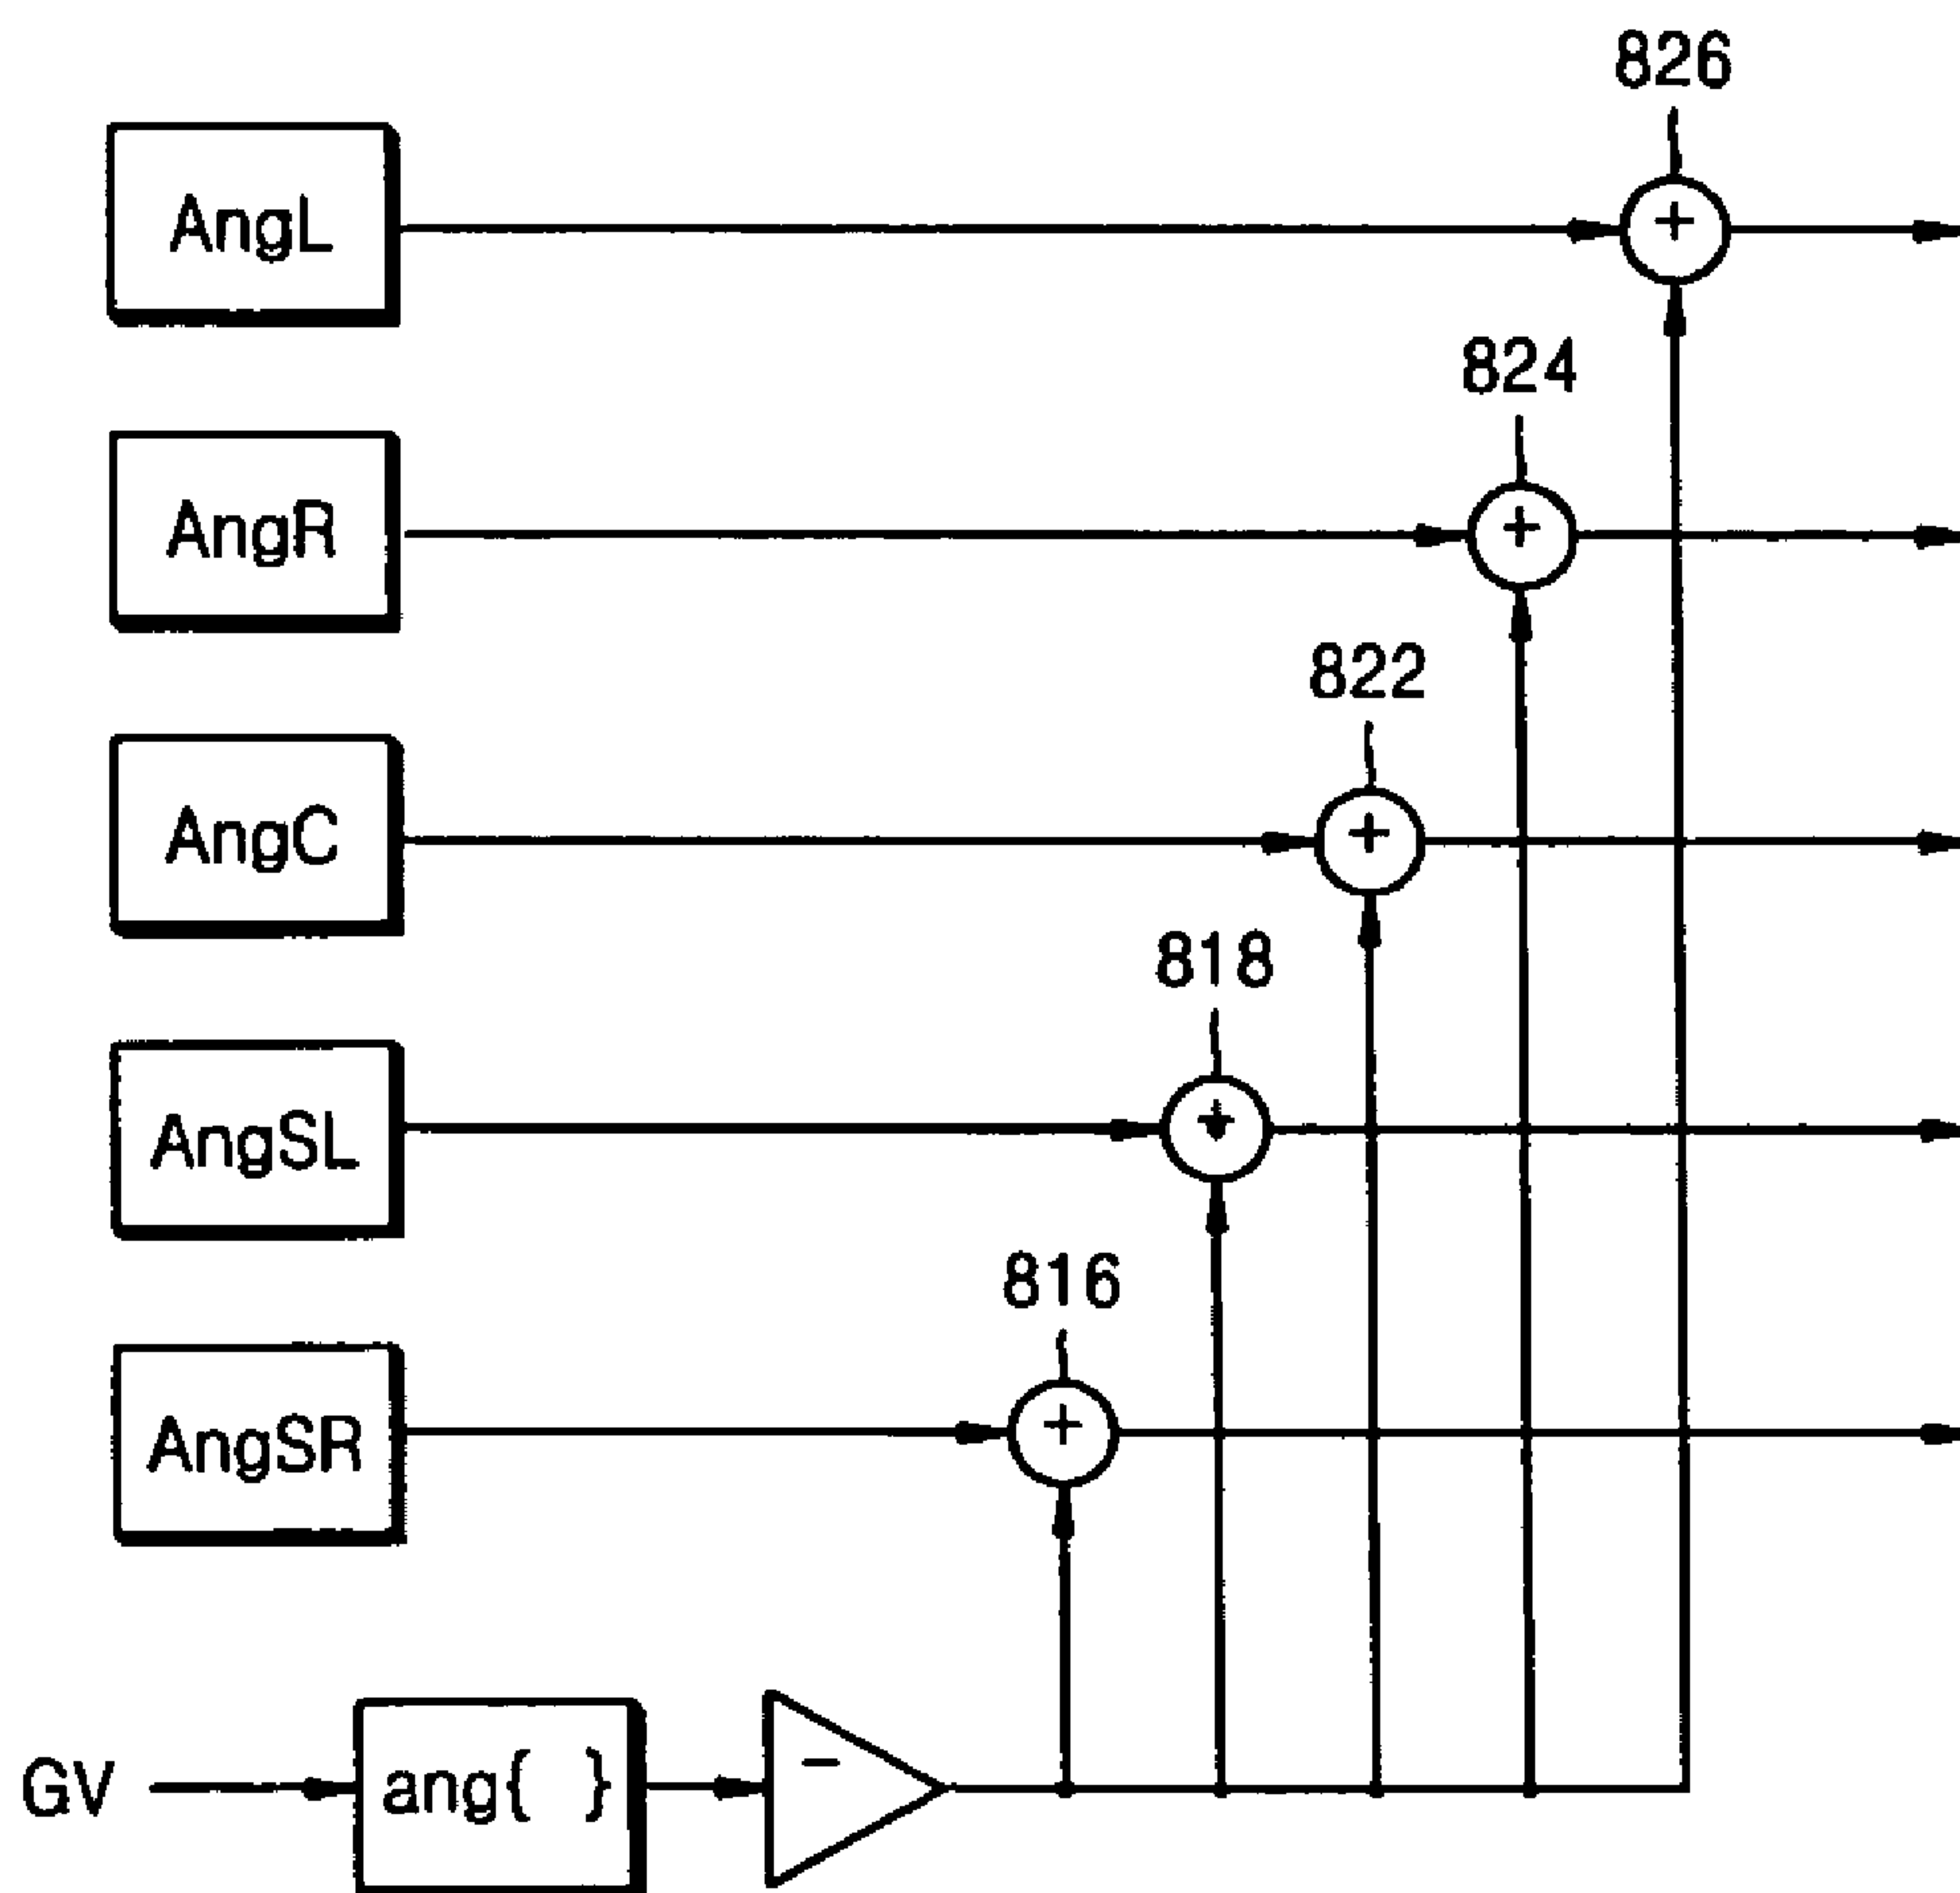 826
AngL +
824
AngR +
822
AngC +
818
AngSL +
816
AngSR +
GV ang{ } -